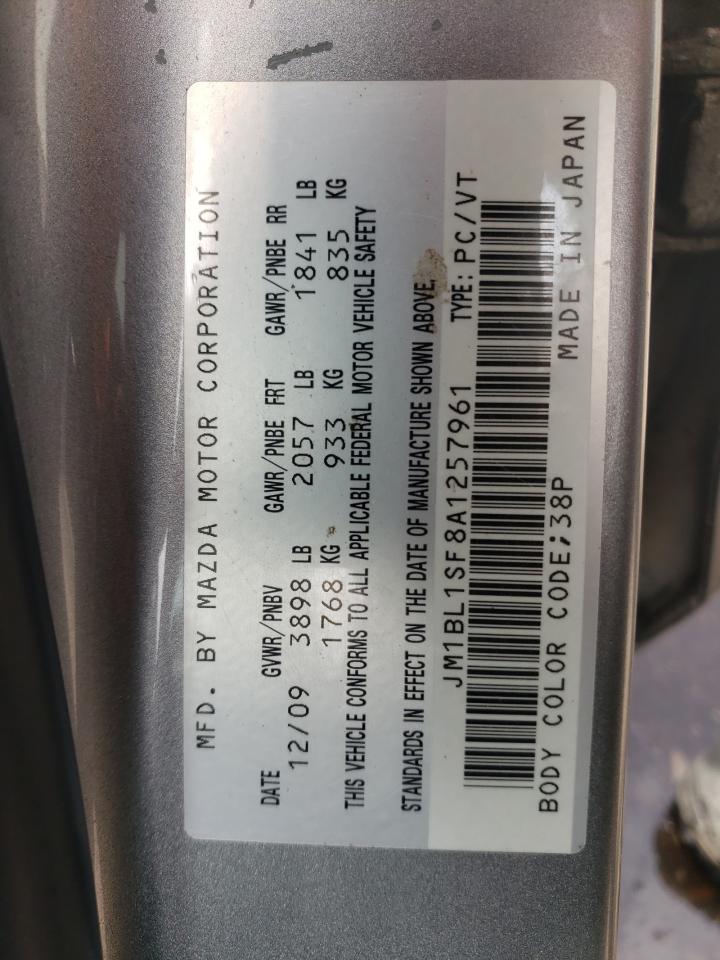 MFD. BY MAZDA MOTOR CORPORATION
DATE GVWR/PNBV GAWR/PNBE FRT GAWR/PNBE RR
12/09 3898 LB 2057 LB 1841 LB
1768 KG 933 KG 835 KG
THIS VEHICLE CONFORMS TO ALL APPLICABLE FEDERAL MOTOR VEHICLE SAFETY
STANDARDS IN EFFECT ON THE DATE OF MANUFACTURE SHOWN ABOVE.
JM1BL1SF8A1257961 TYPE: PC/VT
BODY COLOR CODE;38P MADE IN JAPAN